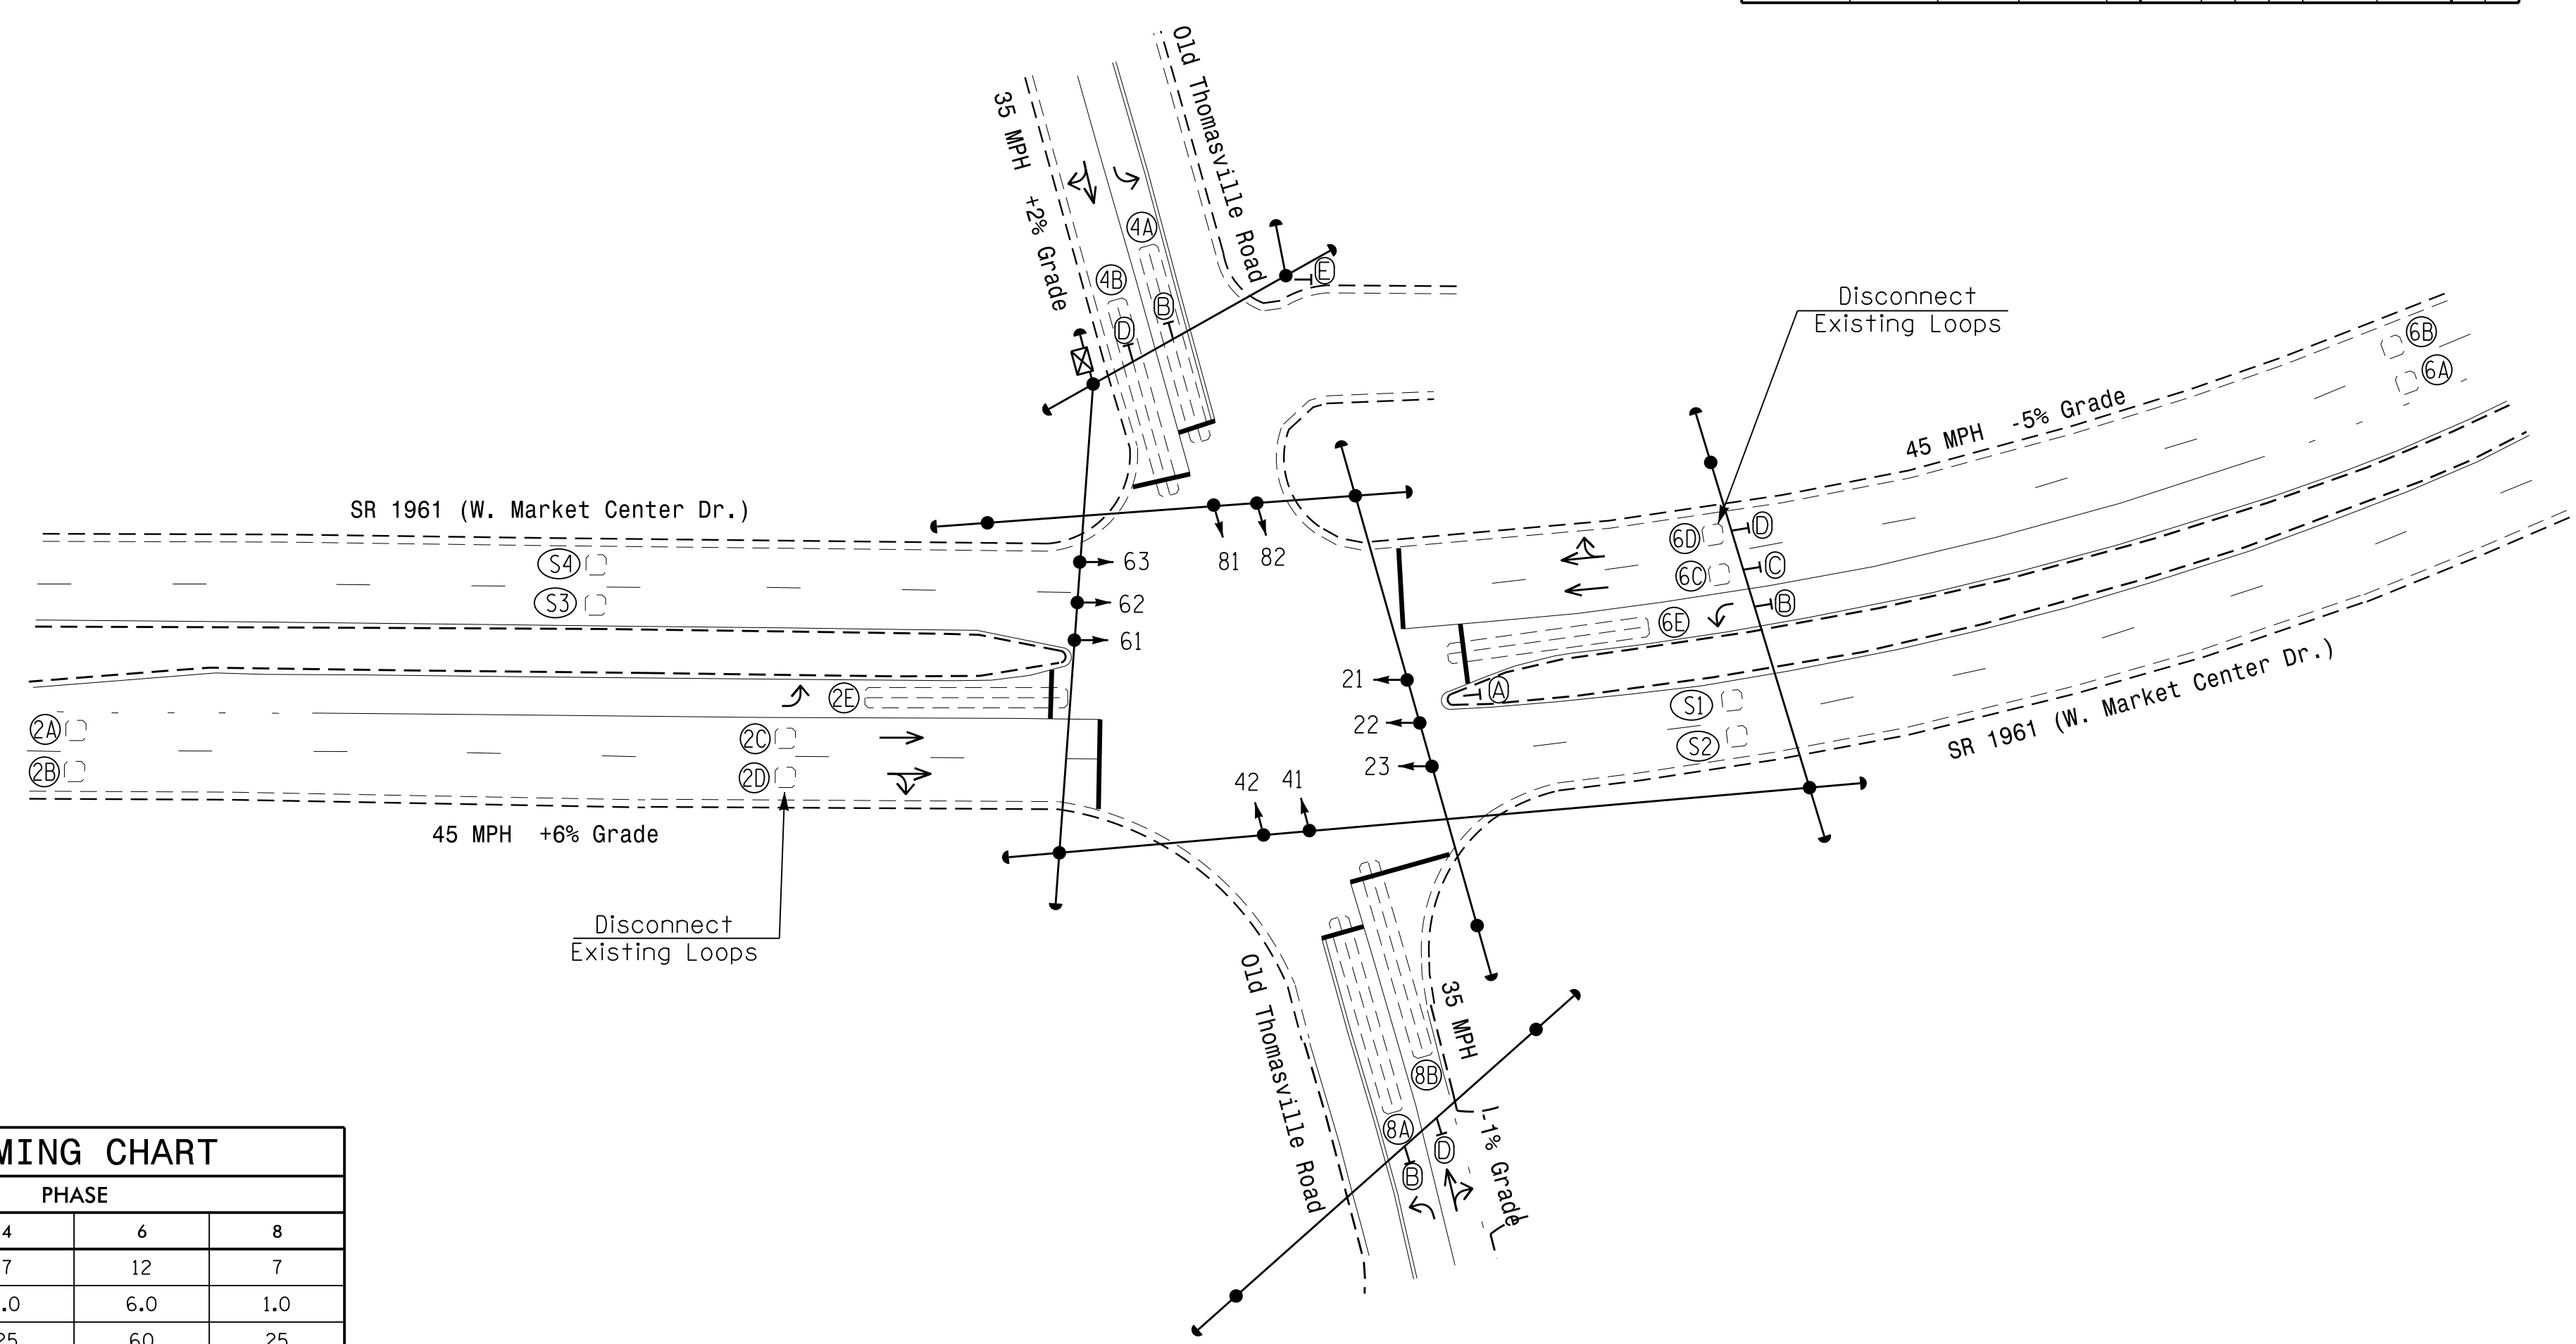 Old Thomasville Road
35 MPH +2% Grade
4A
4B
B
D
E
Disconnect
Existing Loops
6B
6A
45 MPH -5% Grade
SR 1961 (W. Market Center Dr.)
S4
S3
63
62
61
81
82
6D
6C
6E
D
C
B
A
21
22
23
S1
S2
SR 1961 (W. Market Center Dr.)
2A
2B
2E
2C
2D
42
41
45 MPH +6% Grade
Disconnect
Existing Loops
Old Thomasville Road
35 MPH
-1% Grade
8B
8A
D
B
MING CHART
PHASE
4 6 8
7 12 7
.0 6.0 1.0
25 60 25